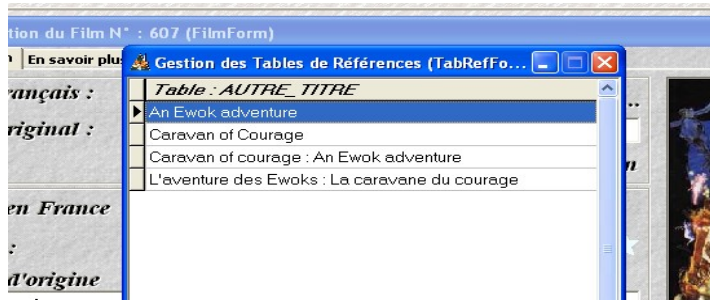 tion du Film N° : 607 (FilmForm)
En savoir plu
Gestion des Tables de Références (TabRefFo...
rançais :
Table : AUTRE_TITRE
An Ewok adventure
riginal :
Caravan of Courage
Caravan of courage : An Ewok adventure
L'aventure des Ewoks : La caravane du courage
en France
:
d'origine